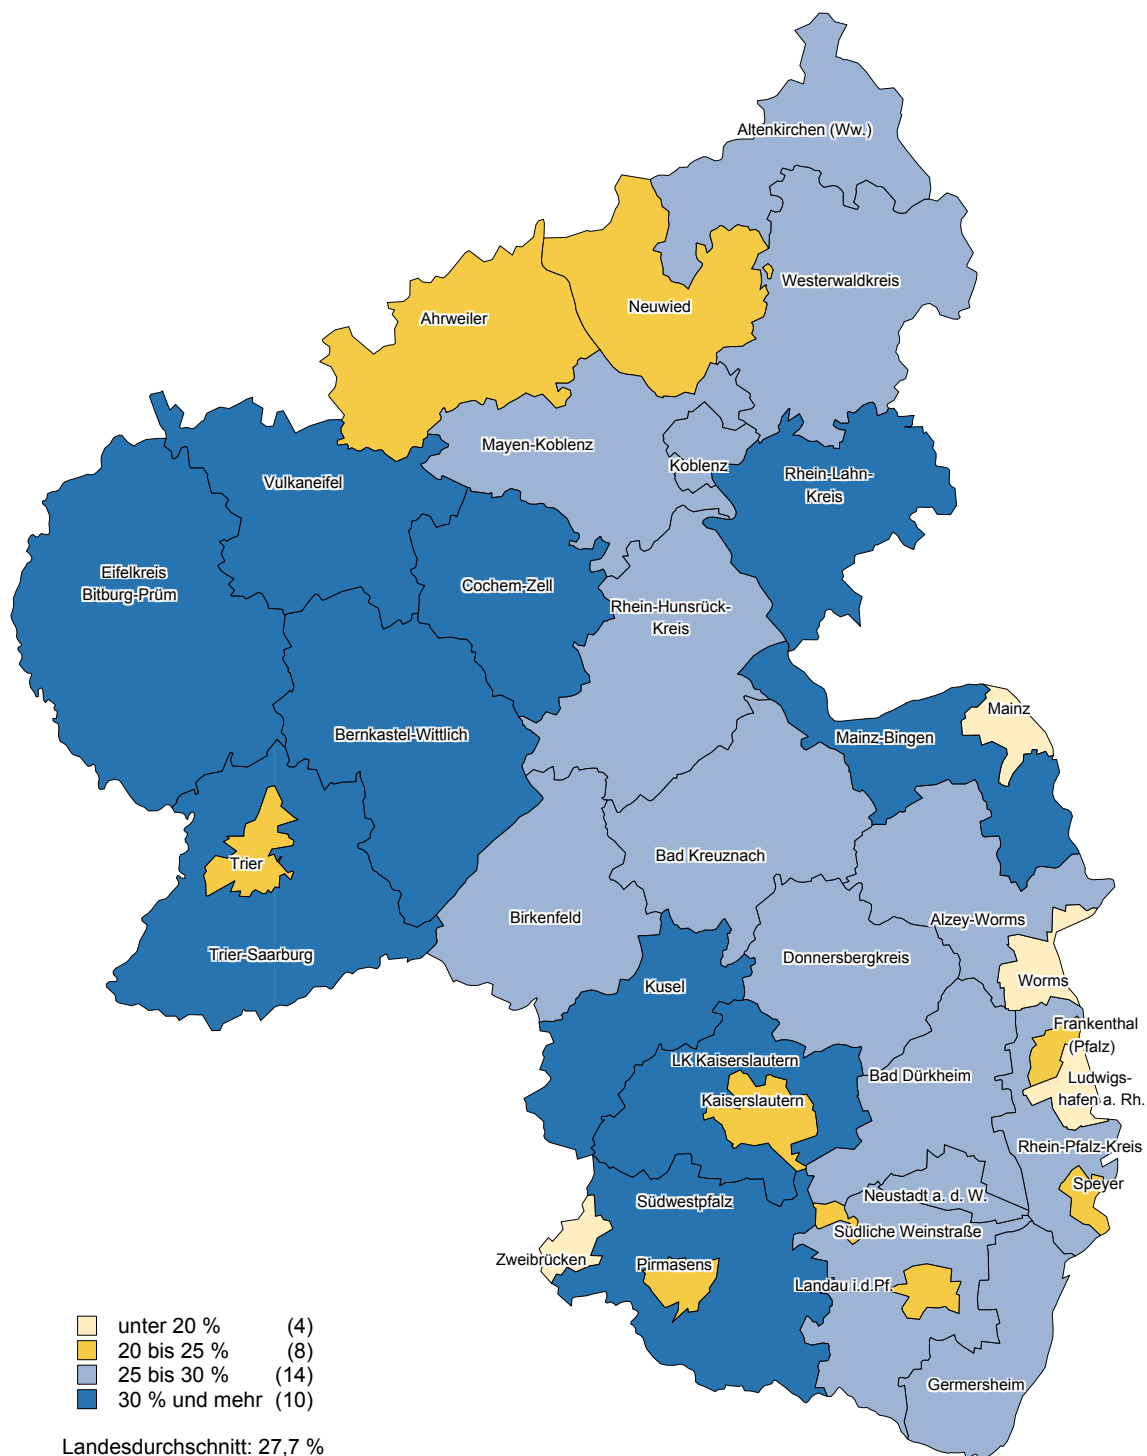 Altenkirchen (Ww.)
Westerwaldkreis
Neuwied
Ahrweiler
Mayen-Koblenz
Koblenz
Rhein-Lahn-
Kreis
Vulkaneifel
Eifelkreis
Bitburg-Prüm
Cochem-Zell
Rhein-Hunsrück-
Kreis
Mainz
Bernkastel-Wittlich
Mainz-Bingen
Bad Kreuznach
Trier
Birkenfeld
Alzey-Worms
Trier-Saarburg
Donnersbergkreis
Kusel
Worms
Frankenthal
(Pfalz)
LK Kaiserslautern
Bad Dürkheim
Ludwigs-
hafen a. Rh.
Kaiserslautern
Rhein-Pfalz-Kreis
Speyer
Südwestpfalz
Neustadt a. d. W.
Südliche Weinstraße
Zweibrücken
Pirmasens
Landau i.d.Pf.
Germersheim
unter 20 % (4)
20 bis 25 % (8)
25 bis 30 % (14)
30 % und mehr (10)
Landesdurchschnitt: 27,7 %